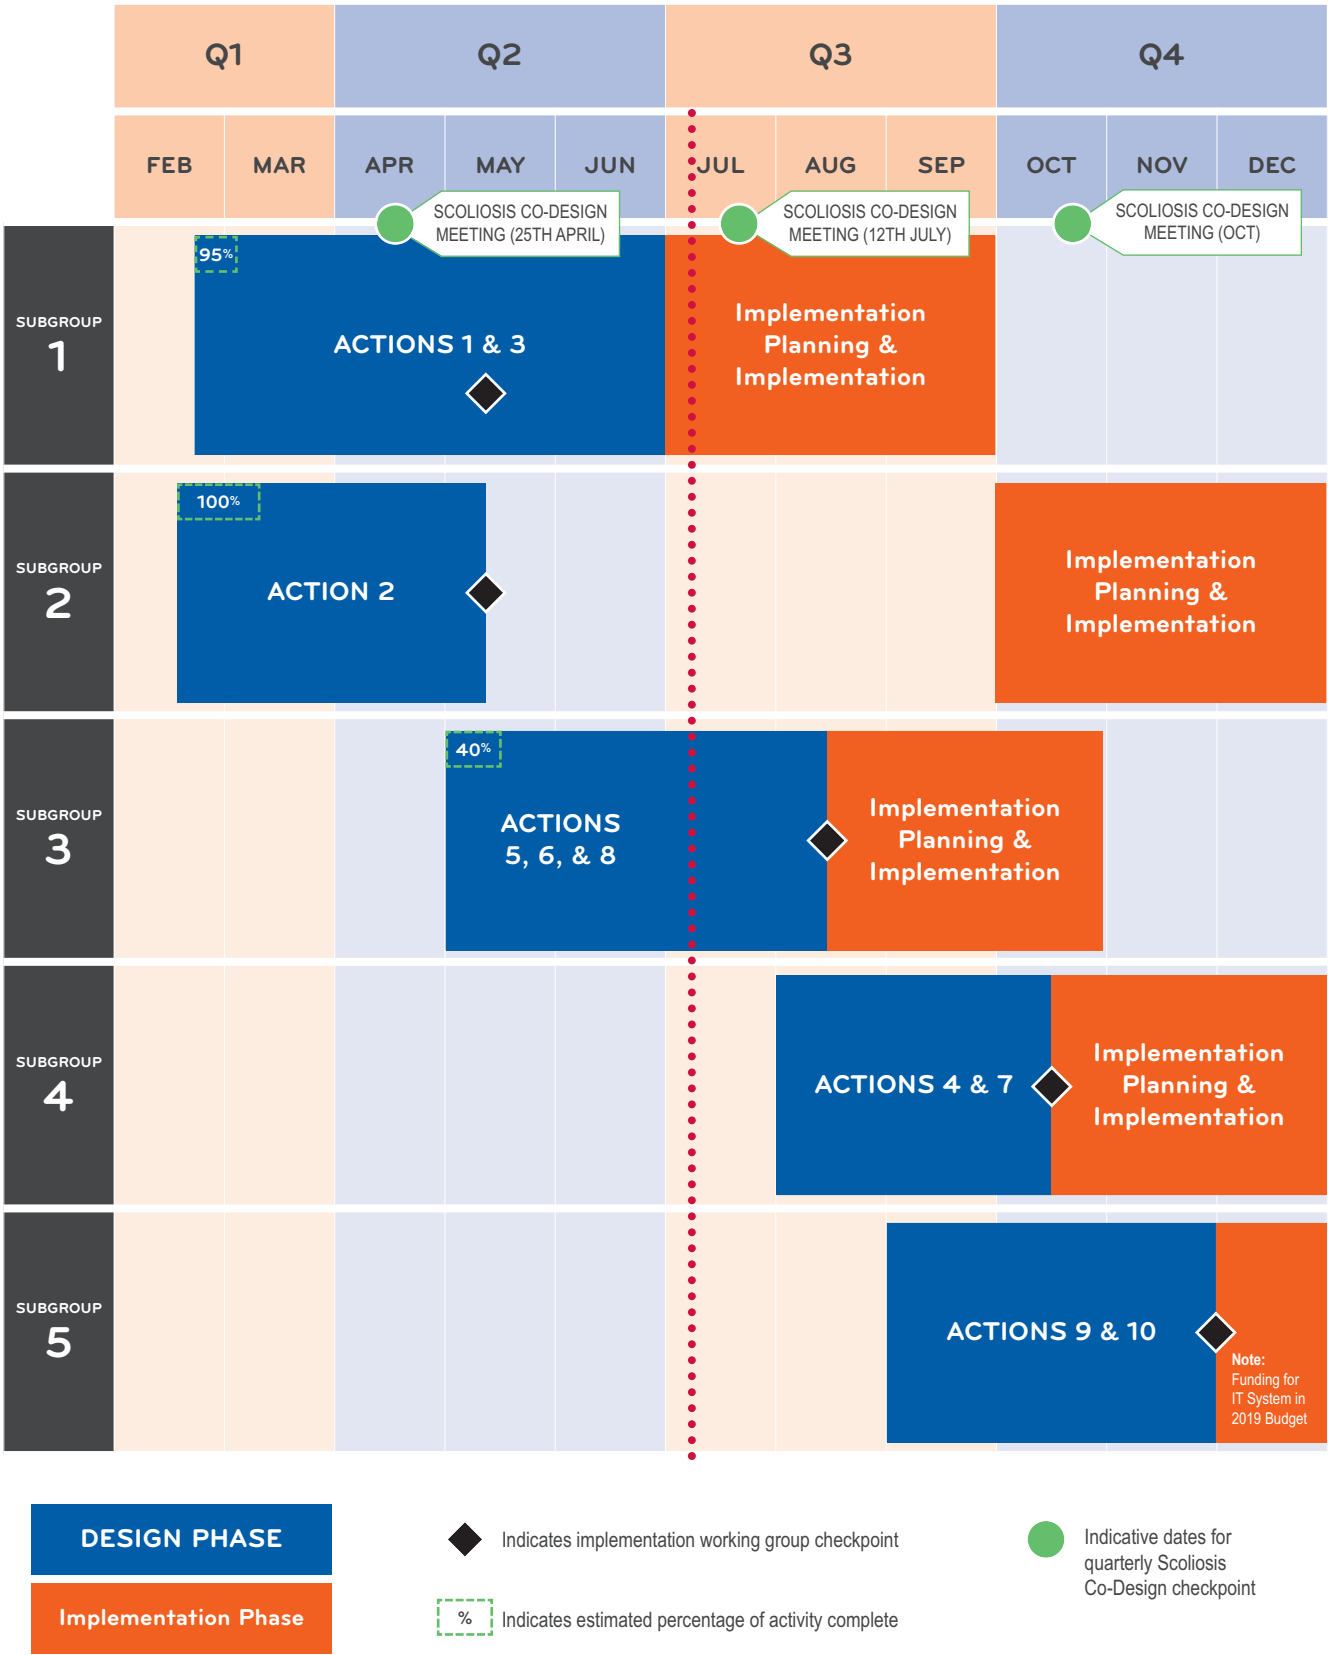 Q1
Q2
Q3
Q4
FEB
MAR
APR
MAY
JUN
JUL
AUG
SEP
OCT
NOV
DEC
SCOLIOSIS CO-DESIGN
MEETING (25TH APRIL)
SCOLIOSIS CO-DESIGN
MEETING (12TH JULY)
SCOLIOSIS CO-DESIGN
MEETING (OCT)
SUBGROUP
1
95%
ACTIONS 1 & 3
Implementation
Planning &
Implementation
SUBGROUP
2
100%
ACTION 2
Implementation
Planning &
Implementation
SUBGROUP
3
40%
ACTIONS
5, 6, & 8
Implementation
Planning &
Implementation
SUBGROUP
4
ACTIONS 4 & 7
Implementation
Planning &
Implementation
SUBGROUP
5
ACTIONS 9 & 10
Note:
Funding for
IT System in
2019 Budget
DESIGN PHASE
Implementation Phase
Indicates implementation working group checkpoint
%
Indicates estimated percentage of activity complete
Indicative dates for
quarterly Scoliosis
Co-Design checkpoint